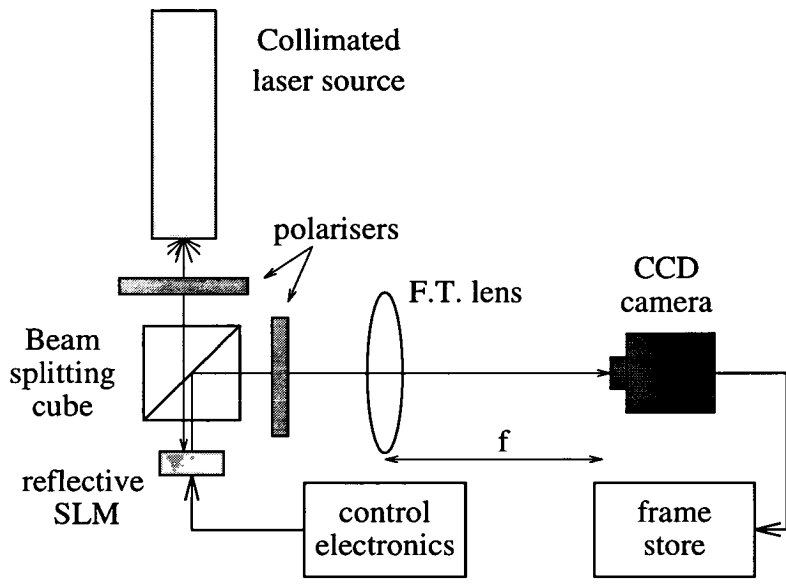 Collimated
laser source
polarisers
F.T. lens
CCD
camera
Beam
splitting
cube
f
reflective
SLM
control
electronics
frame
store